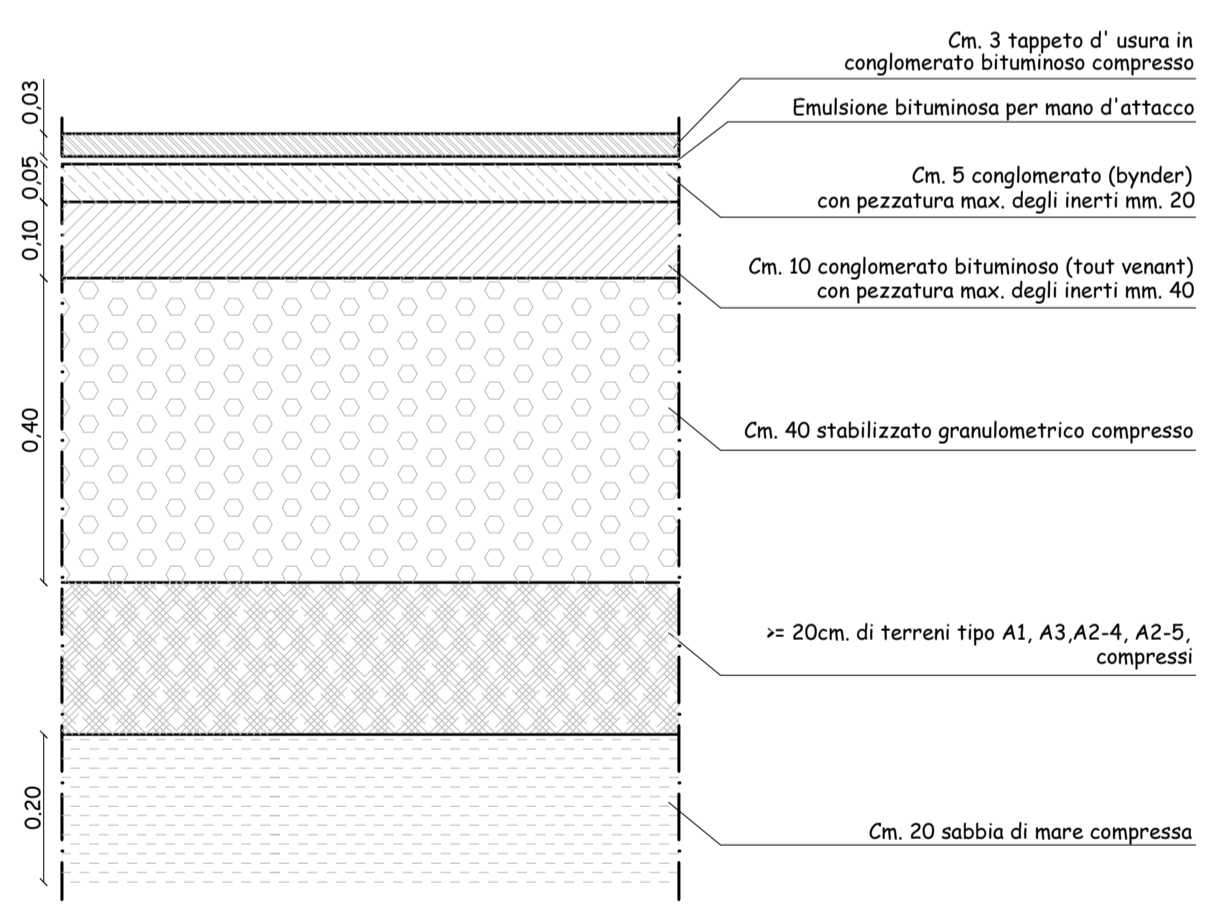 Cm. 3 tappeto d' usura in
conglomerato bituminoso compresso
Emulsione bituminosa per mano d'attacco
Cm. 5 conglomerato (bynder)
con pezzatura max. degli inerti mm. 20
Cm. 10 conglomerato bituminoso (tout venant)
con pezzatura max. degli inerti mm. 40
Cm. 40 stabilizzato granulometrico compresso
>= 20cm. di terreni tipo A1, A3,A2-4, A2-5,
compressi
Cm. 20 sabbia di mare compressa
0,03
0,05
0,10
0,40
0.20